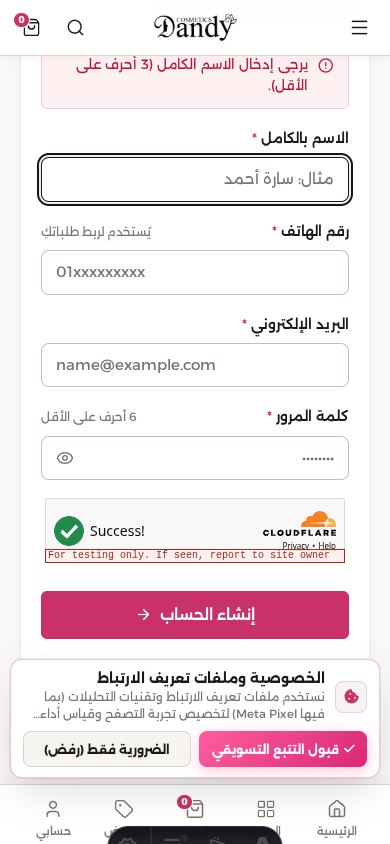 0
COSMETICS
Dandy
يرجى إدخال الاسم الكامل (3 أحرف على
الأقل).
الاسم بالكامل *
مثال: سارة أحمد
رقم الهاتف *
يُستخدم لربط طلباتكِ
01xxxxxxxxx
البريد الإلكتروني *
name@example.com
كلمة المرور *
6 أحرف على الأقل
••••••••
Success!
CLOUDFLARE
Privacy • Help
For testing only. If seen, report to site owner
إنشاء الحساب
الخصوصية وملفات تعريف الارتباط
نستخدم ملفات تعريف الارتباط وتقنيات التحليلات (بما
فيها Meta Pixel) لتخصيص تجربة التصفح وقياس أداء...
قبول التتبع التسويقي
الضرورية فقط (رفض)
الرئيسية
0
حسابي